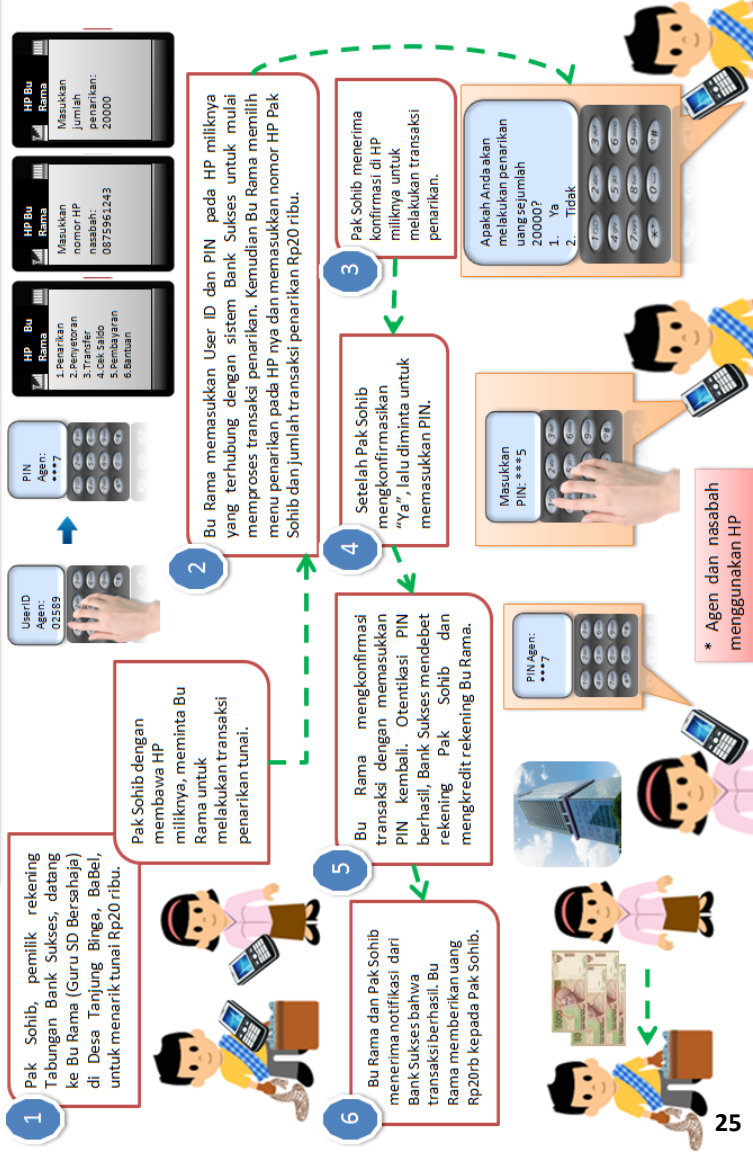 1
Pak Sohib, pemilik rekening
Tabungan Bank Sukses, datang
ke Bu Rama (Guru SD Bersahaja)
di Desa Tanjung Binga, BaBel,
untuk menarik tunai Rp20 ribu.
Pak Sohib dengan
membawa HP
miliknya, meminta Bu
Rama untuk
melakukan transaksi
penarikan tunai.
UserID
Agen:
02589
PIN
Agen:
***7
HP Bu
Rama
1.Penarikan
2.Penyetoran
3.Transfer
4.Cek Saldo
5.Pembayaran
6.Bantuan
HP Bu
Rama
Masukkan
nomor HP
nasabah:
0875961243
HP Bu
Rama
Masukkan
jumlah
penarikan:
20000
2
Bu Rama memasukkan User ID dan PIN pada HP miliknya
yang terhubung dengan sistem Bank Sukses untuk mulai
memproses transaksi penarikan. Kemudian Bu Rama memilih
menu penarikan pada HP nya dan memasukkan nomor HP Pak
Sohib dan jumlah transaksi penarikan Rp20 ribu.
3
Pak Sohib menerima
konfirmasi di HP
miliknya untuk
melakukan transaksi
penarikan.
Apakah Anda akan
melakukan penarikan
uang sejumlah
20000?
1. Ya
2. Tidak
4
Setelah Pak Sohib
mengkonfirmasikan
“Ya”, lalu diminta untuk
memasukkan PIN.
Masukkan
PIN: ***5
5
Bu Rama mengkonfirmasi
transaksi dengan memasukkan
PIN kembali. Otentikasi PIN
berhasil, Bank Sukses mendebet
rekening Pak Sohib dan
mengkredit rekening Bu Rama.
PIN Agen:
***7
6
Bu Rama dan Pak Sohib
menerima notifikasi dari
Bank Sukses bahwa
transaksi berhasil. Bu
Rama memberikan uang
Rp20rb kepada Pak Sohib.
* Agen dan nasabah
menggunakan HP
25